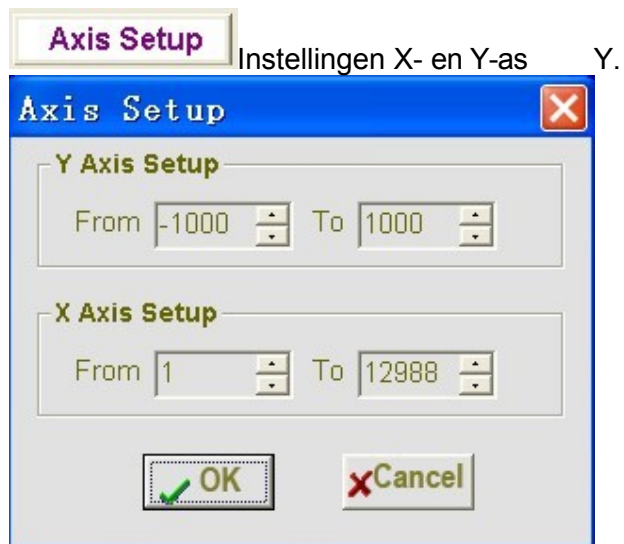 Axis Setup Instellingen X- en Y-as Y.
Axis Setup
Y Axis Setup
From -1000 To 1000
X Axis Setup
From 1 To 12988
OK Cancel